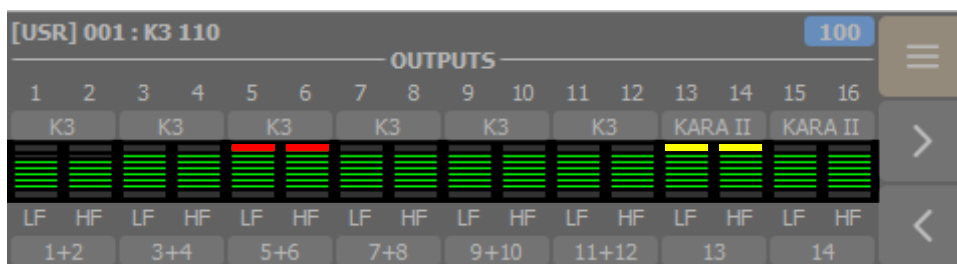 [USR] 001 : K3 110 100
OUTPUTS
1 2 3 4 5 6 7 8 9 10 11 12 13 14 15 16
K3 K3 K3 K3 K3 K3 KARA II KARA II
LF HF LF HF LF HF LF HF LF HF LF HF LF HF LF HF
1+2 3+4 5+6 7+8 9+10 11+12 13 14